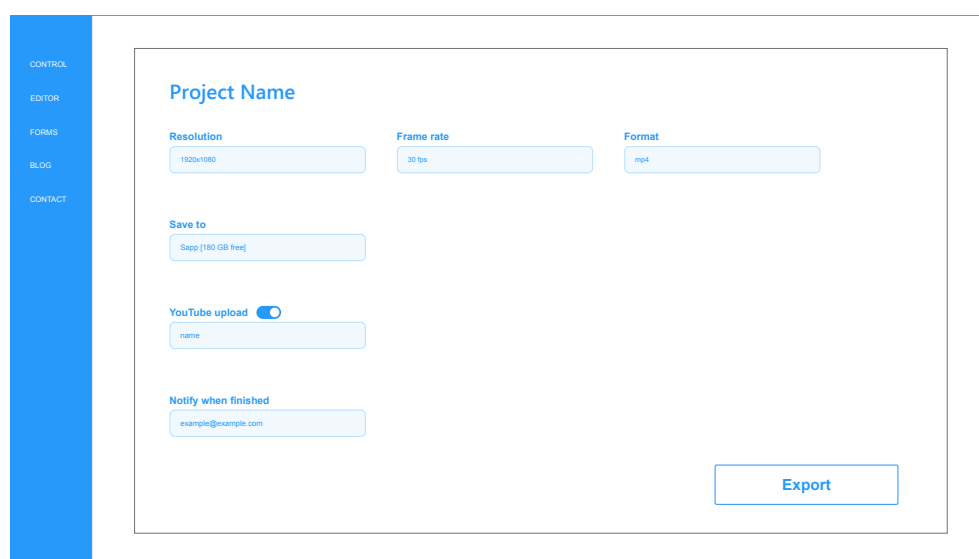 CONTROL
EDITOR
FORMS
BLOG
CONTACT
Project Name
Resolution
Frame rate
Format
1920x1080
30 fps
mp4
Save to
Sapp [180 GB free]
YouTube upload
name
Notify when finished
example@example.com
Export